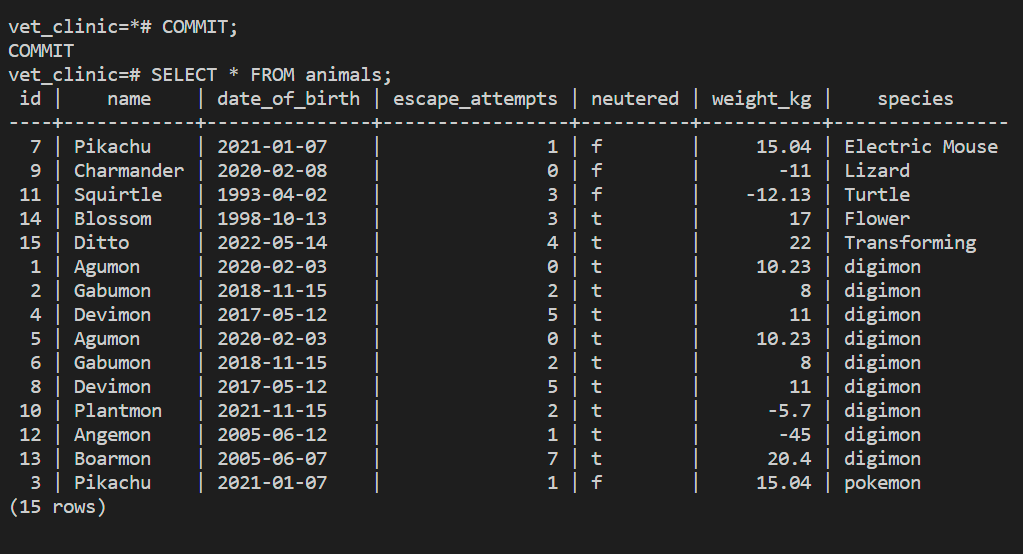 vet_clinic=*# COMMIT;
COMMIT
vet_clinic=# SELECT * FROM animals;
 id |    name    | date_of_birth | escape_attempts | neutered | weight_kg |    species
----+------------+---------------+-----------------+----------+-----------+----------------
  7 | Pikachu    | 2021-01-07    |               1 | f        |     15.04 | Electric Mouse
  9 | Charmander | 2020-02-08    |               0 | f        |       -11 | Lizard
 11 | Squirtle   | 1993-04-02    |               3 | f        |    -12.13 | Turtle
 14 | Blossom    | 1998-10-13    |               3 | t        |        17 | Flower
 15 | Ditto      | 2022-05-14    |               4 | t        |        22 | Transforming
  1 | Agumon     | 2020-02-03    |               0 | t        |     10.23 | digimon
  2 | Gabumon    | 2018-11-15    |               2 | t        |         8 | digimon
  4 | Devimon    | 2017-05-12    |               5 | t        |        11 | digimon
  5 | Agumon     | 2020-02-03    |               0 | t        |     10.23 | digimon
  6 | Gabumon    | 2018-11-15    |               2 | t        |         8 | digimon
  8 | Devimon    | 2017-05-12    |               5 | t        |        11 | digimon
 10 | Plantmon   | 2021-11-15    |               2 | t        |      -5.7 | digimon
 12 | Angemon    | 2005-06-12    |               1 | t        |       -45 | digimon
 13 | Boarmon    | 2005-06-07    |               7 | t        |      20.4 | digimon
  3 | Pikachu    | 2021-01-07    |               1 | f        |     15.04 | pokemon
(15 rows)